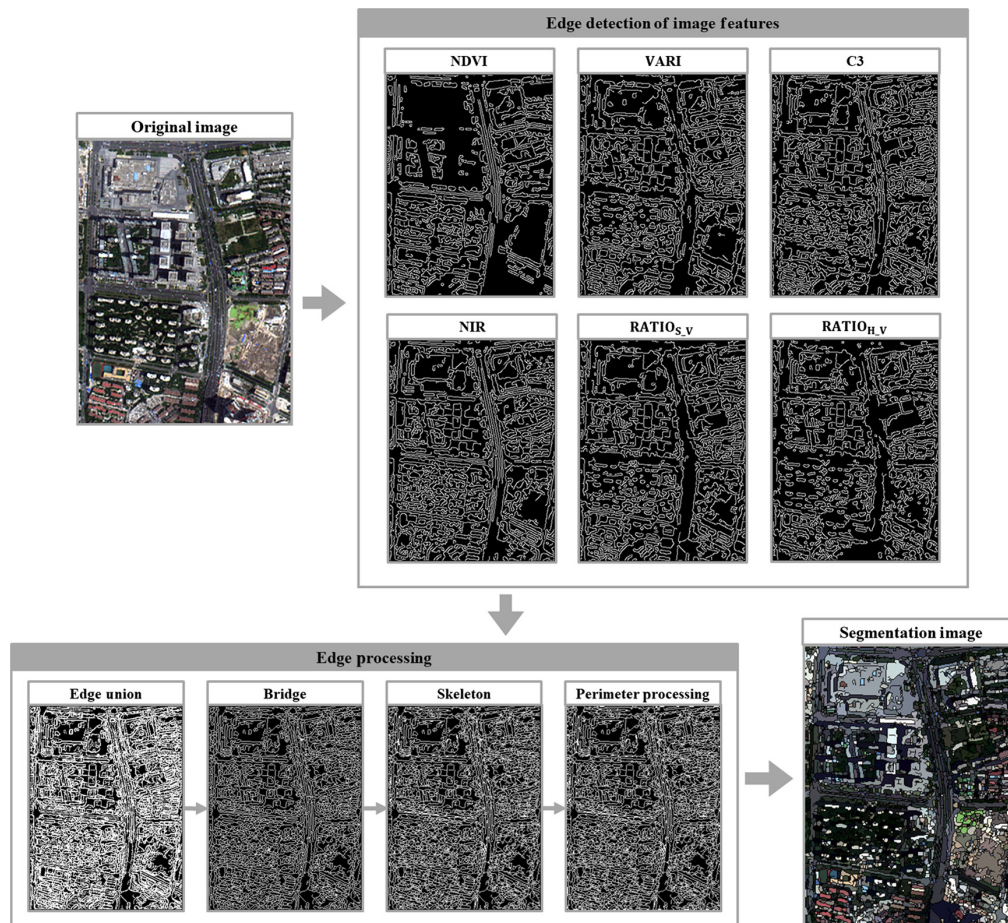 Edge detection of image features
NDVI
VARI
C3
Original image
NIR
RATIO_S_V
RATIO_H_V
Edge processing
Segmentation image
Edge union
Bridge
Skeleton
Perimeter processing